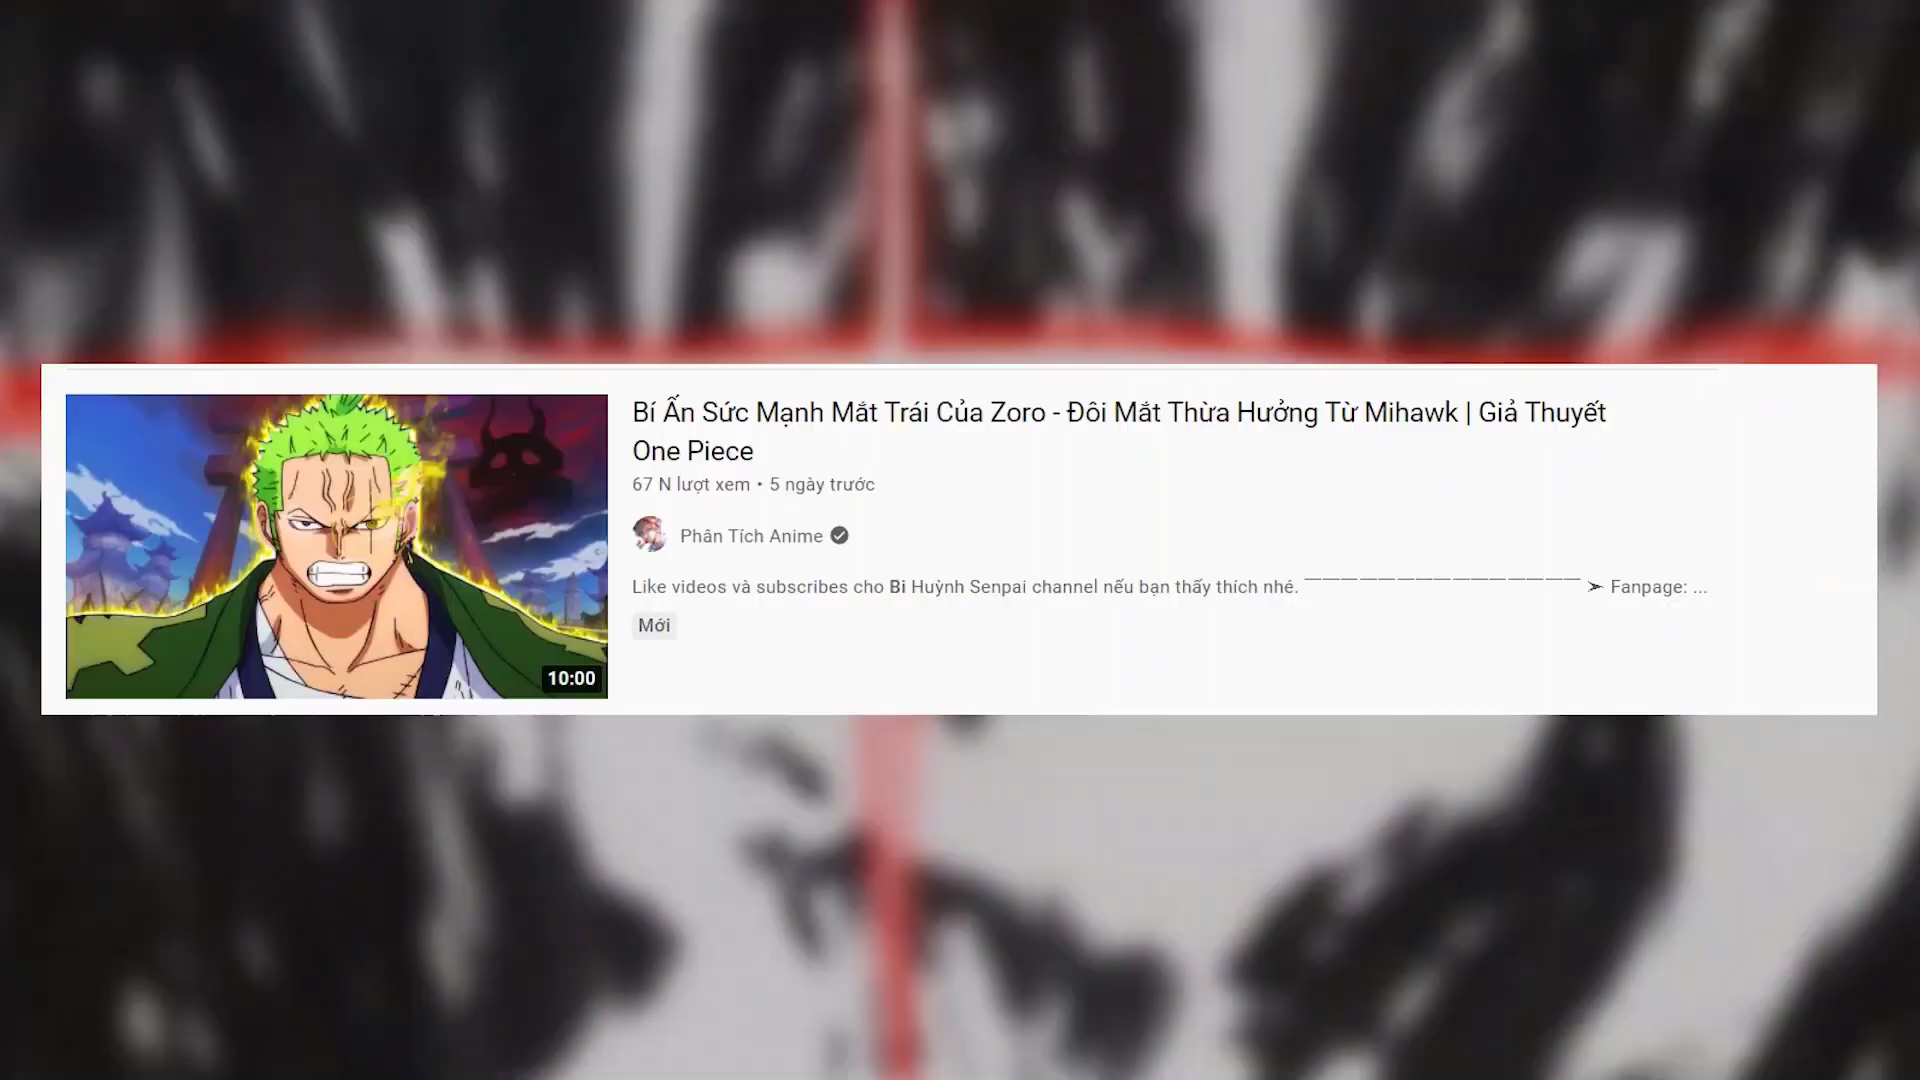 Bí Ẩn Sức Mạnh Mắt Trái Của Zoro - Đôi Mắt Thừa Hưởng Từ Mihawk | Giả Thuyết
One Piece
67 N lượt xem • 5 ngày trước
Phân Tích Anime
Like videos và subscribes cho Bi Huỳnh Senpai channel nếu bạn thấy thích nhé. ¯¯¯¯¯¯¯¯¯¯¯¯¯¯¯¯ ➣ Fanpage: ...
Mới
10:00